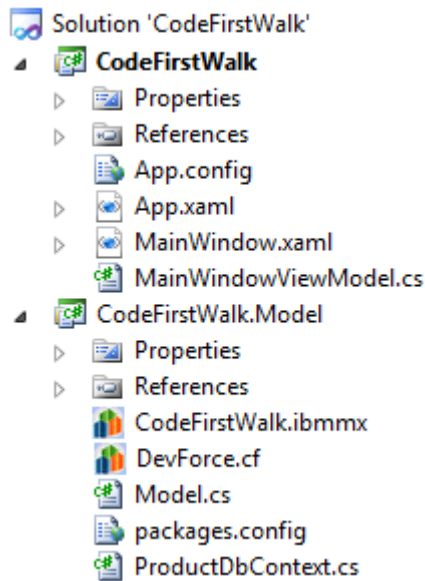 Solution 'CodeFirstWalk'
CodeFirstWalk
Properties
References
App.config
App.xaml
MainWindow.xaml
MainWindowViewModel.cs
CodeFirstWalk.Model
Properties
References
CodeFirstWalk.ibmmx
DevForce.cf
Model.cs
packages.config
ProductDbContext.cs